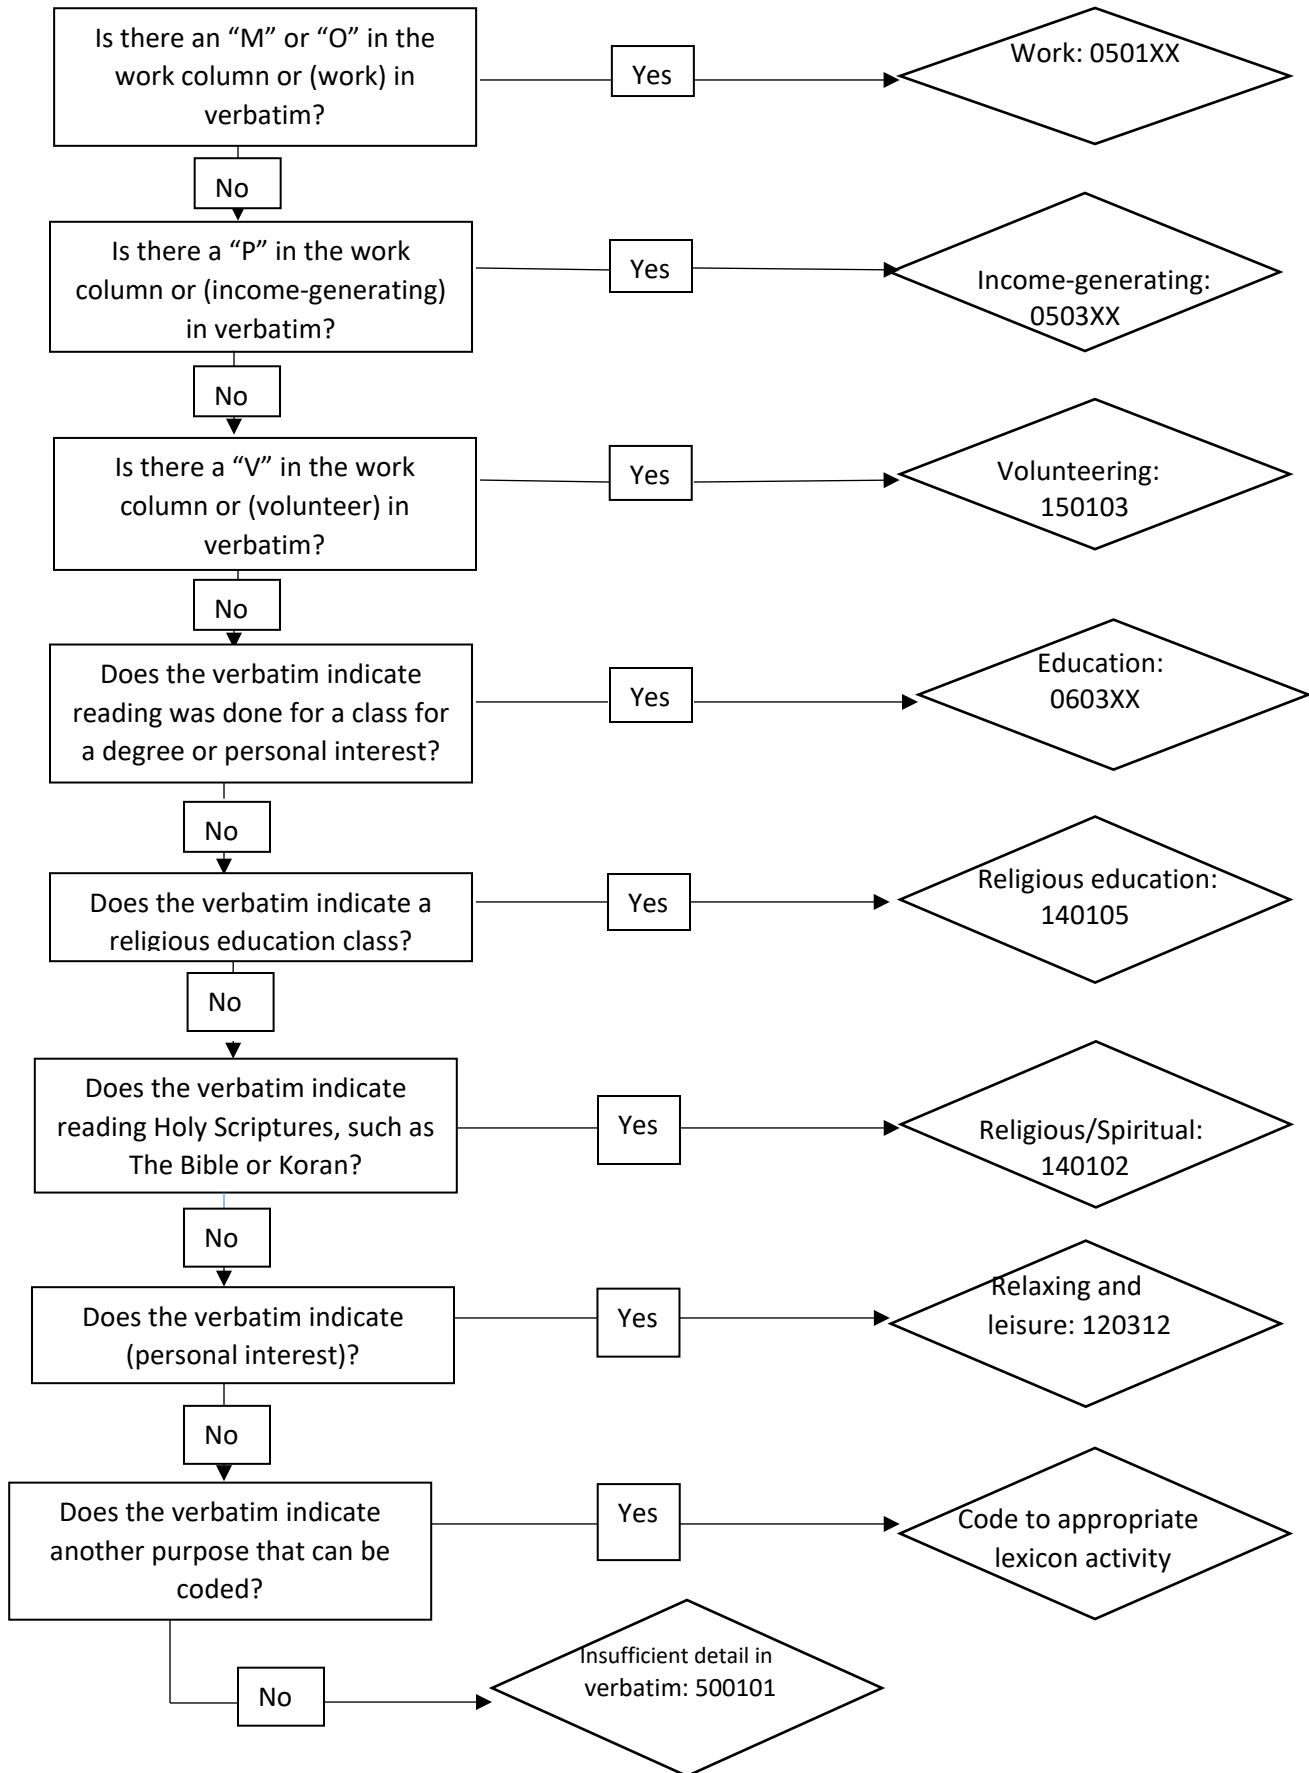 Is there an “M” or “O” in the
work column or (work) in
verbatim?
Yes
Work: 0501XX
No
Is there a “P” in the work
column or (income-generating)
in verbatim?
Yes
Income-generating:
0503XX
No
Is there a “V” in the work
column or (volunteer) in
verbatim?
Yes
Volunteering:
150103
No
Does the verbatim indicate
reading was done for a class for
a degree or personal interest?
Yes
Education:
0603XX
No
Does the verbatim indicate a
religious education class?
Yes
Religious education:
140105
No
Does the verbatim indicate
reading Holy Scriptures, such as
The Bible or Koran?
Yes
Religious/Spiritual:
140102
No
Does the verbatim indicate
(personal interest)?
Yes
Relaxing and
leisure: 120312
No
Does the verbatim indicate
another purpose that can be
coded?
Yes
Code to appropriate
lexicon activity
No
Insufficient detail in
verbatim: 500101